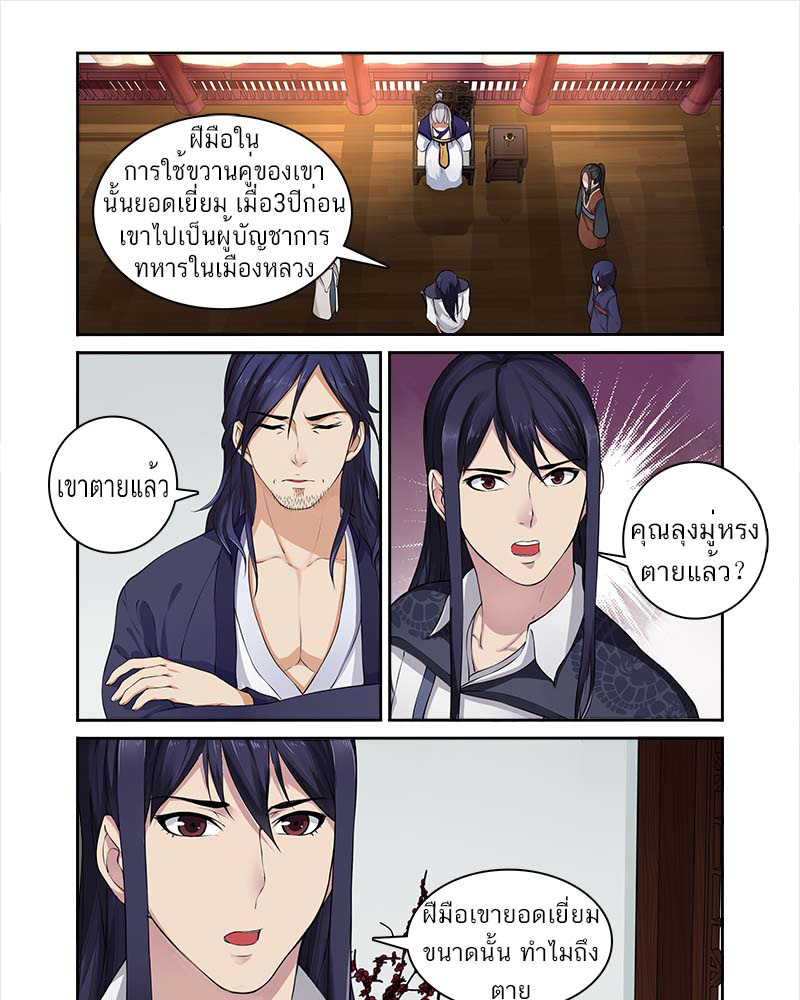 ฝีมือใน
การใช้ขวานคู่ของเขา
นั้นยอดเยี่ยม เมื่อ3ปีก่อน
เขาไปเป็นผู้บัญชาการ
ทหารในเมืองหลวง
เขาตายแล้ว
คุณลุงมู่หรง
ตายแล้ว?
ฝีมือเขายอดเยี่ยม
ขนาดนั้น ทำไมถึง
ตาย